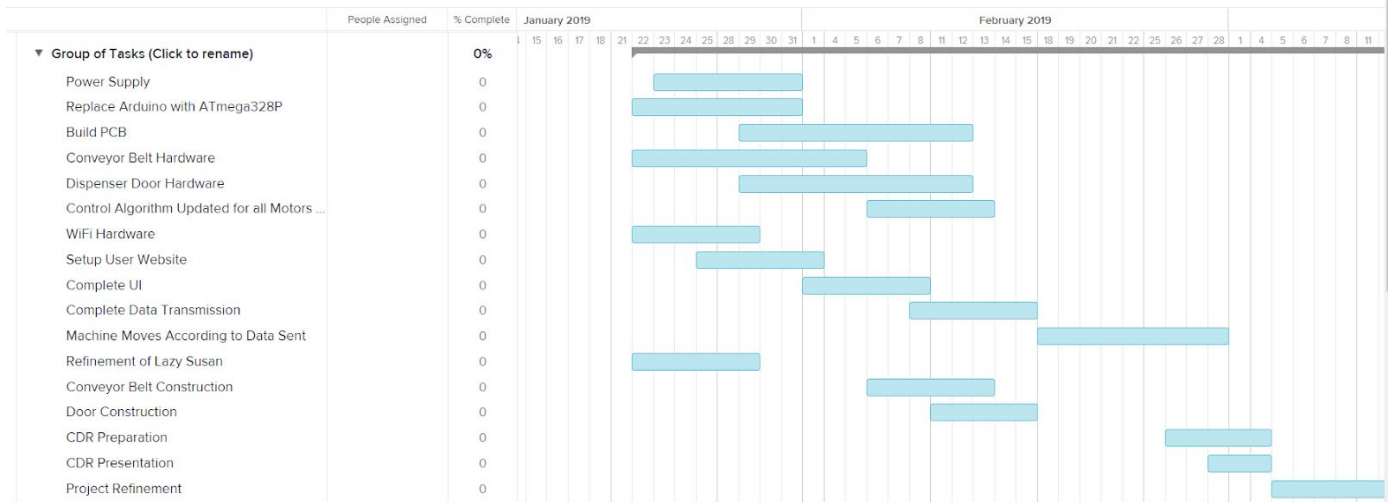 People Assigned % Complete January 2019 February 2019
15 16 17 18 21 22 23 24 25 28 29 30 31 1 4 5 6 7 8 11 12 13 14 15 18 19 20 21 22 25 26 27 28 1 4 5 6 7 8 11
Group of Tasks (Click to rename) 0%
Power Supply 0
Replace Arduino with ATmega328P 0
Build PCB 0
Conveyor Belt Hardware 0
Dispenser Door Hardware 0
Control Algorithm Updated for all Motors ... 0
WiFi Hardware 0
Setup User Website 0
Complete UI 0
Complete Data Transmission 0
Machine Moves According to Data Sent 0
Refinement of Lazy Susan 0
Conveyor Belt Construction 0
Door Construction 0
CDR Preparation 0
CDR Presentation 0
Project Refinement 0